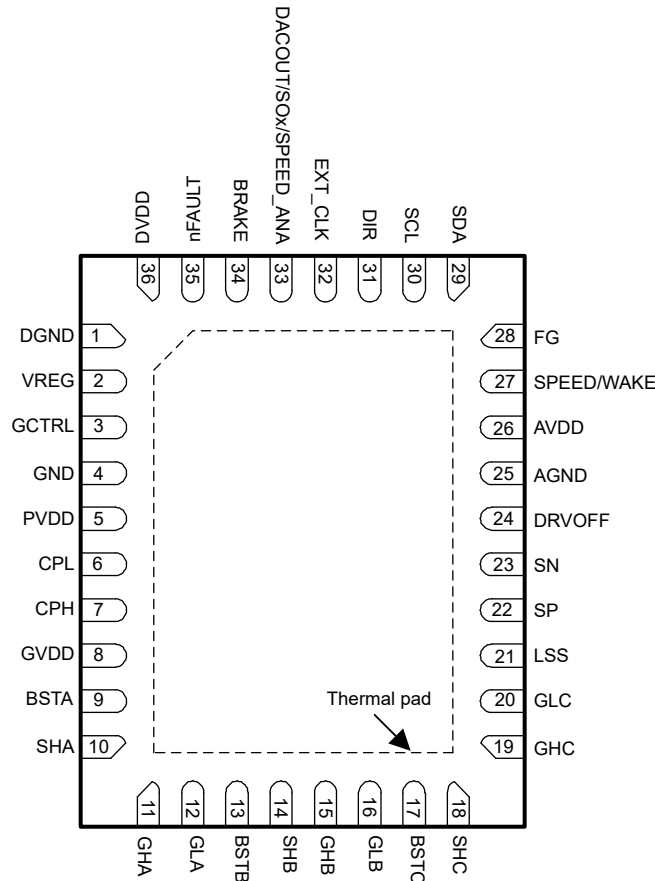 DACOUT/SOx/SPEED_ANA
DVDD
nFAULT
BRAKE
EXT_CLK
DIR
SCL
SDA
36
35
34
33
32
31
30
29
DGND 1
VREG 2
GCTRL 3
GND 4
PVDD 5
CPL 6
CPH 7
GVDD 8
BSTA 9
SHA 10
28 FG
27 SPEED/WAKE
26 AVDD
25 AGND
24 DRVOFF
23 SN
22 SP
21 LSS
20 GLC
19 GHC
Thermal pad
11
12
13
14
15
16
17
18
GHA
GLA
BSTB
SHB
GHB
GLB
BSTC
SHC